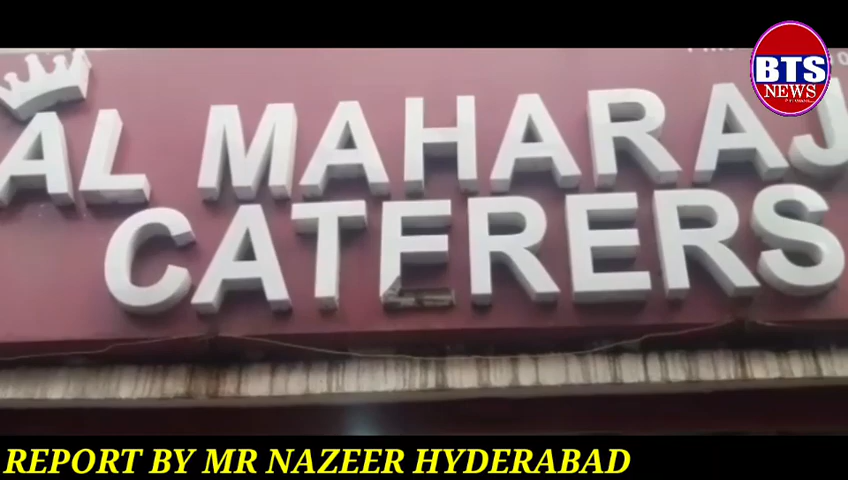 BTS
NEWS
AL MAHARAJ
CATERERS
REPORT BY MR NAZEER HYDERABAD